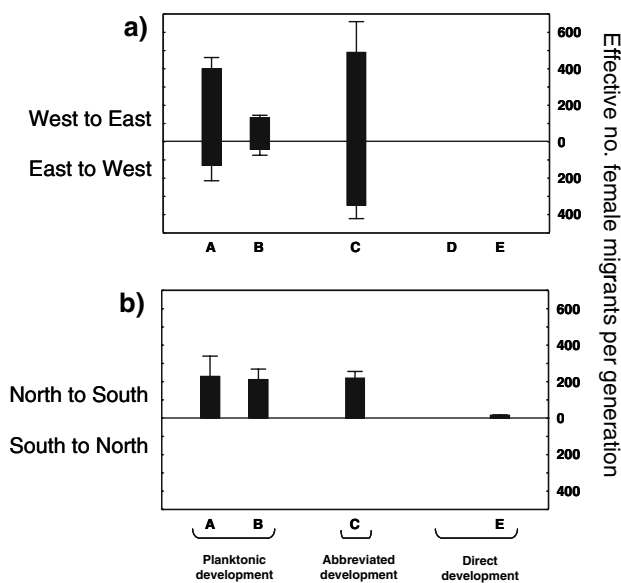 a)
600
400
200
0
200
400
West to East
East to West
A B C D E
b)
600
400
200
0
200
400
North to South
South to North
A B C E
Planktonic
development
Abbreviated
development
Direct
development
Effective no. female migrants per generation